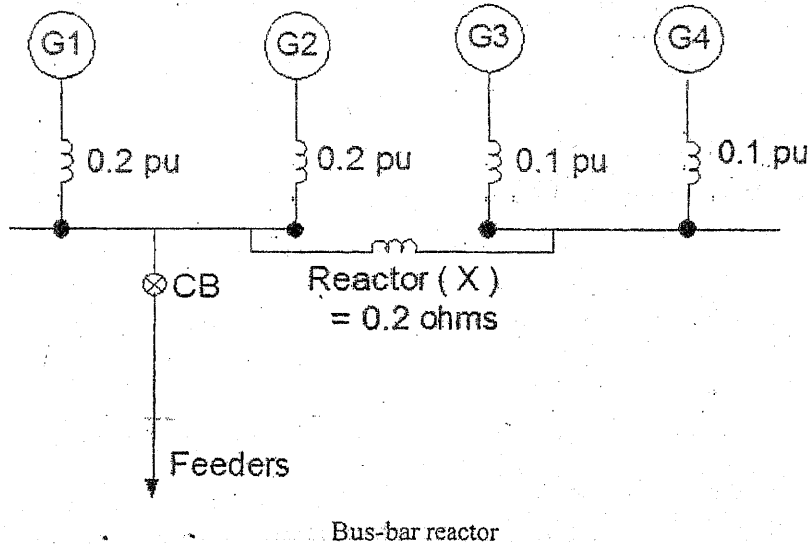 G1
G2
G3
G4
0.2 pu
0.2 pu
0.1 pu
0.1 pu
CB
Reactor ( X )
= 0.2 ohms
Feeders
Bus-bar reactor